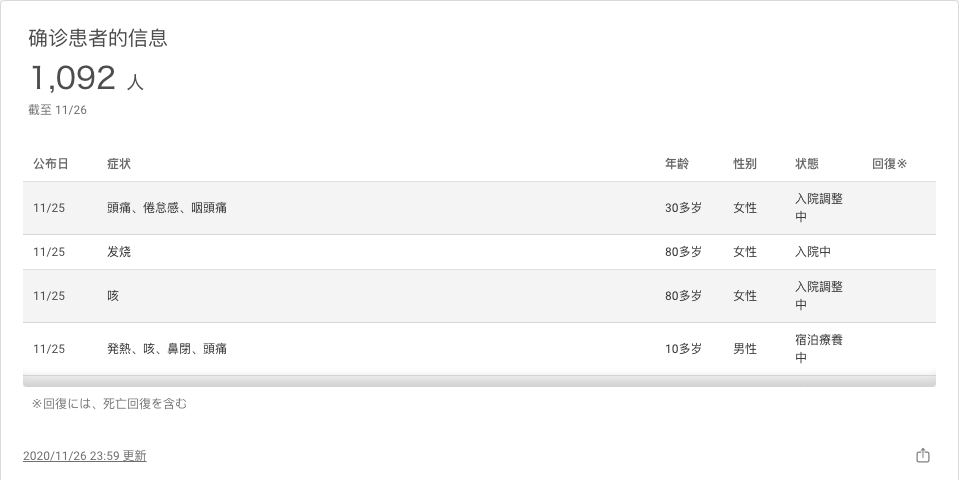 确诊患者的信息
1,092 人
截至 11/26
公布日 症状 年龄 性别 状態 回復※
11/25 頭痛、倦怠感、咽頭痛 30多岁 女性 入院調整
中
11/25 发烧 80多岁 女性 入院中
11/25 咳 80多岁 女性 入院調整
中
11/25 発熱、咳、鼻閉、頭痛 10多岁 男性 宿泊療養
中
※回復には、死亡回復を含む
2020/11/26 23:59 更新